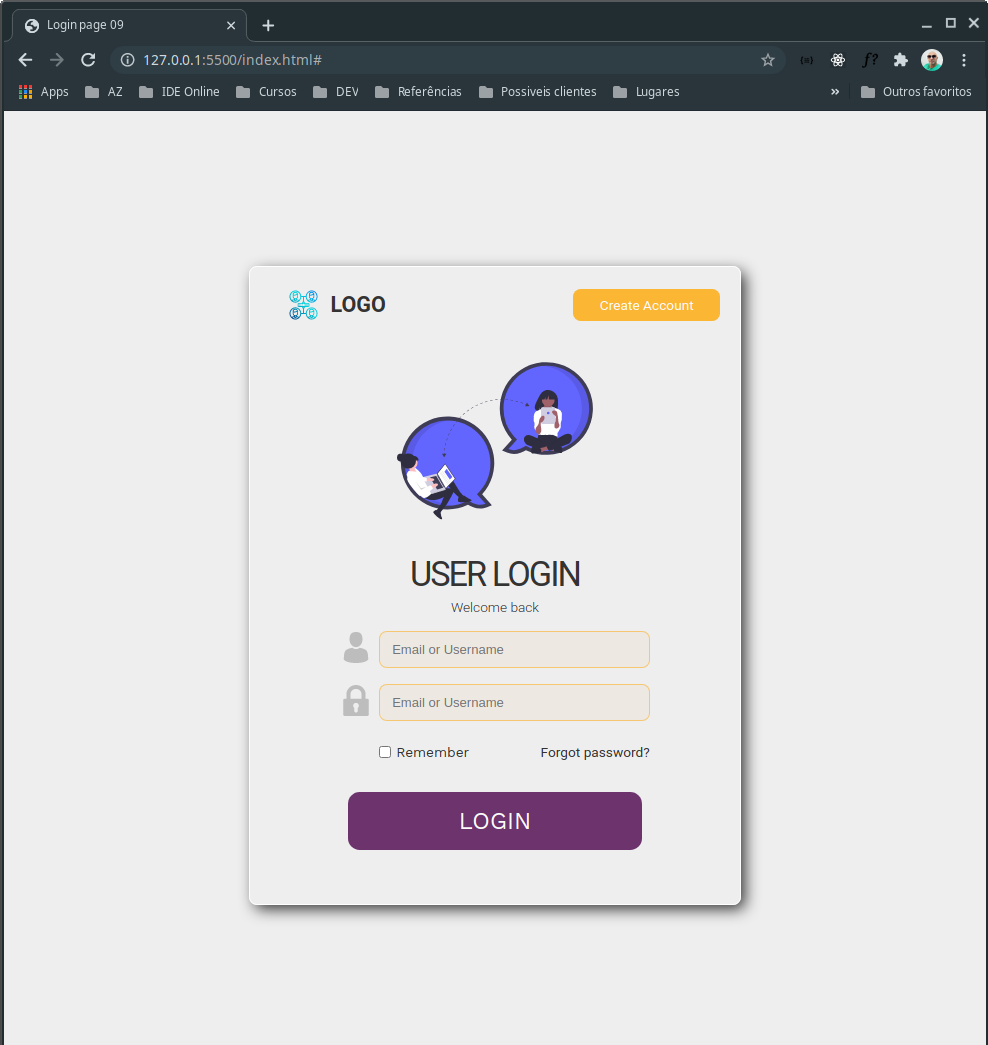 Login page 09
127.0.0.1:5500/index.html#
{a} f?
Apps AZ IDE Online Cursos DEV Referências Possiveis clientes Lugares » Outros favoritos
LOGO Create Account
USER LOGIN
Welcome back
Email or Username
Email or Username
Remember Forgot password?
LOGIN